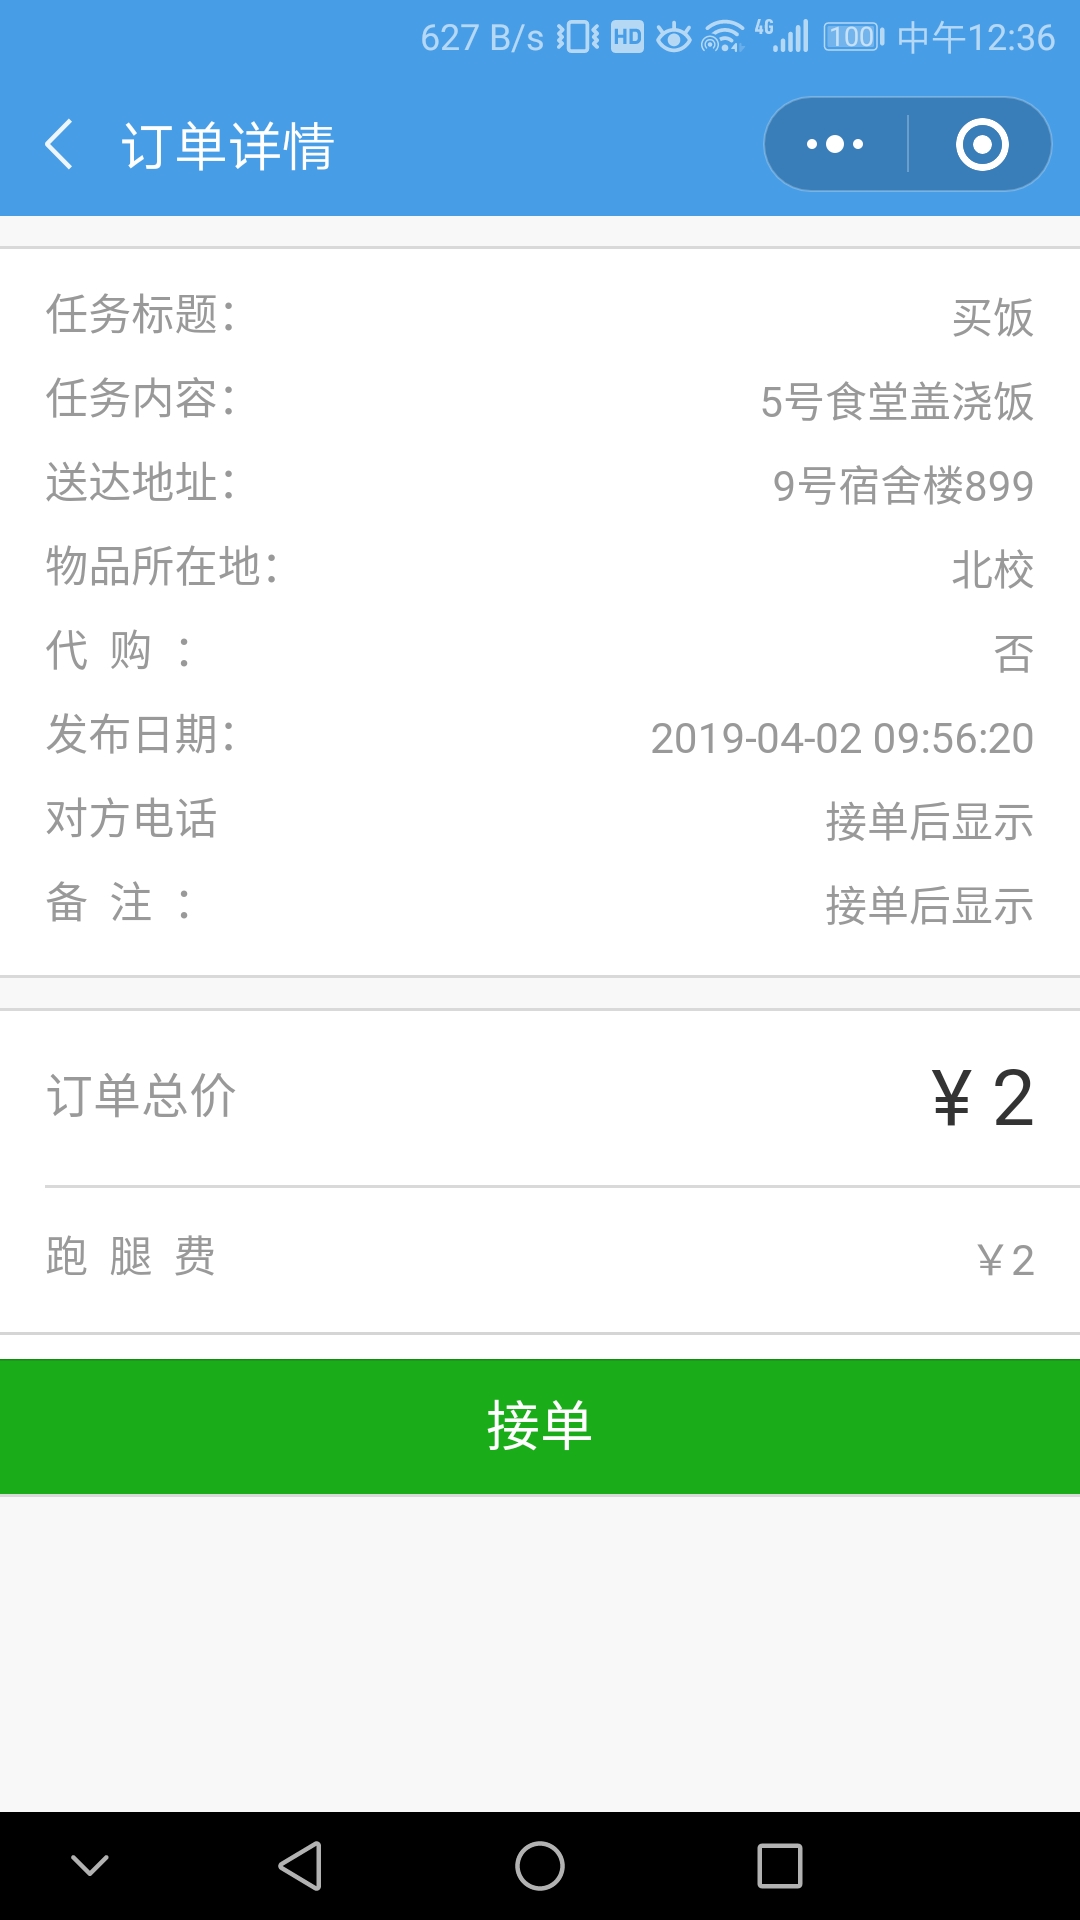 627 B/s HD 4G 100 中午12:36
订单详情
任务标题： 买饭
任务内容： 5号食堂盖浇饭
送达地址： 9号宿舍楼899
物品所在地： 北校
代 购 ： 否
发布日期： 2019-04-02 09:56:20
对方电话 接单后显示
备 注 ： 接单后显示
订单总价 ¥ 2
跑 腿 费 ￥2
接单